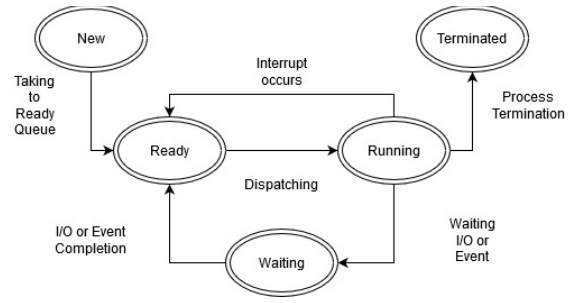 New
Terminated
Taking
to
Ready
Queue
Interrupt
occurs
Process
Termination
Ready
Running
Dispatching
I/O or Event
Completion
Waiting
I/O or
Event
Waiting